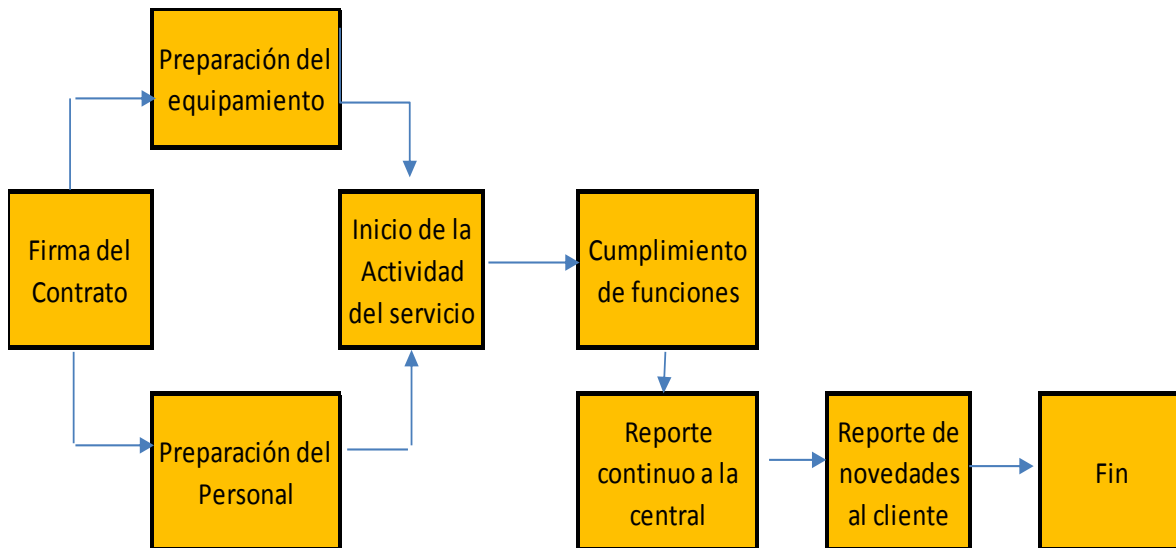 Preparación del
equipamiento
Firma del
Contrato
Preparación del
Personal
Inicio de la
Actividad
del servicio
Cumplimiento
de funciones
Reporte
continuo a la
central
Reporte de
novedades
al cliente
Fin